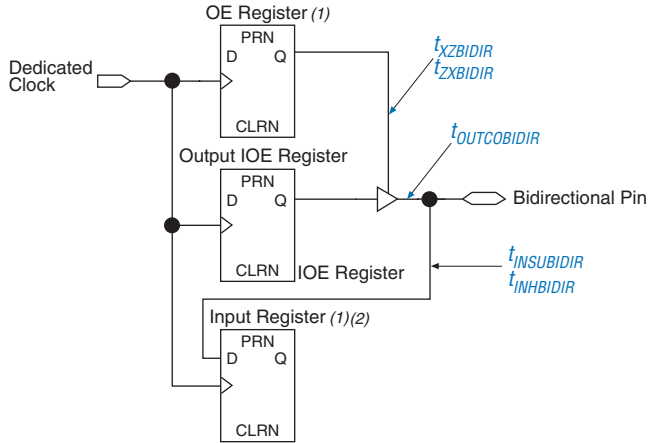 OE Register (1)
PRN
D Q
CLRN
Dedicated
Clock
tXZBIDIR
tZXBIDIR
tOUTCOBIDIR
Output IOE Register
PRN
D Q
CLRN
Bidirectional Pin
IOE Register
tINSUBIDIR
tINHBIDIR
Input Register (1)(2)
PRN
D Q
CLRN